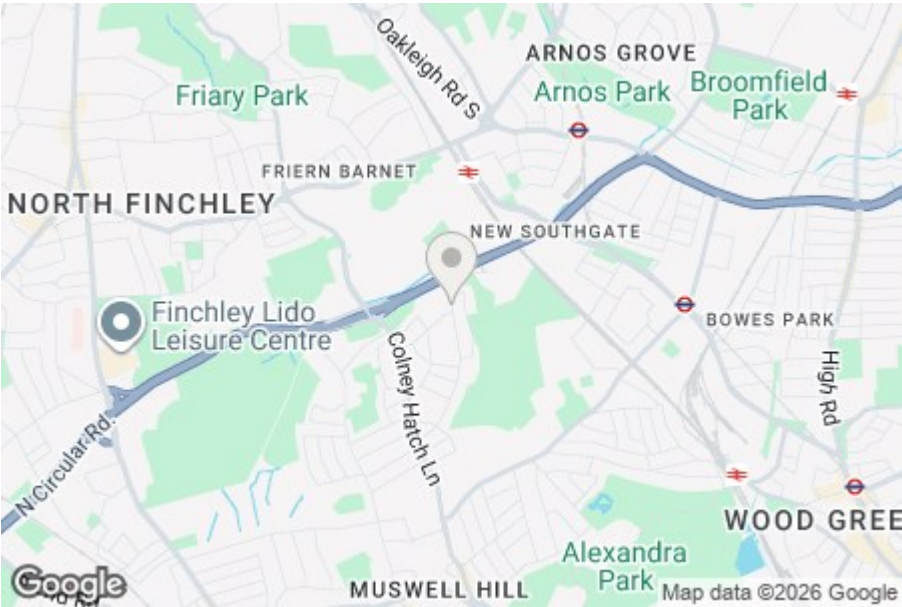 Oakleigh Rd S
ARNOS GROVE
Friary Park
Arnos Park
Broomfield
Park
FRIERN BARNET
NORTH FINCHLEY
NEW SOUTHGATE
Finchley Lido
Leisure Centre
BOWES PARK
Colney Hatch Ln
High Rd
N Circular Rd.
WOOD GREE
Alexandra
Park
MUSWELL HILL
Google
Map data ©2026 Google